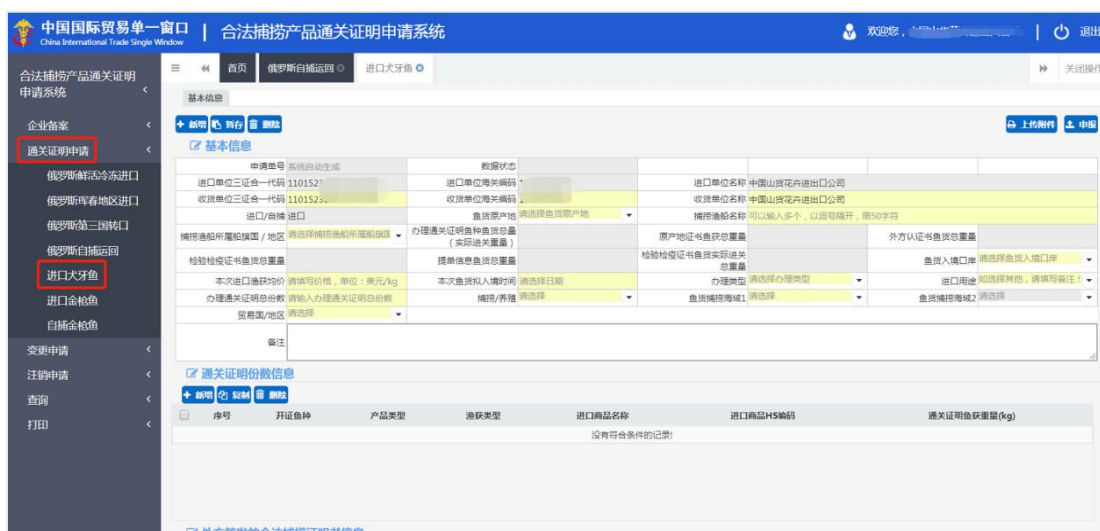 中国国际贸易单一窗口 | 合法捕捞产品通关证明申请系统 欢迎您， | 退出
China International Trade Single Window
合法捕捞产品通关证明申请系统
企业备案
通关证明申请
俄罗斯鲜活冷冻进口
俄罗斯珲春地区进口
俄罗斯第三国转口
俄罗斯自捕运回
进口犬牙鱼
进口金枪鱼
自捕金枪鱼
变更申请
注销申请
查询
打印
首页 俄罗斯自捕运回 进口犬牙鱼 关闭操作
基本信息
新增 暂存 删除 上传附件 申报
基本信息
申请单号 系统自动生成 数据状态
进口单位三证合一代码 110152 进口单位海关编码 进口单位名称 中国山货花卉进出口公司
收货单位三证合一代码 110152 收货单位海关编码 收货单位名称 中国山货花卉进出口公司
进口/自捕 进口 鱼货原产地 请选择鱼货原产地 捕捞渔船名称 可以输入多个，以逗号隔开，限50字符
捕捞渔船所属船旗国 / 地区 请选择捕捞渔船所属船旗国 办理通关证明鱼种鱼货总量（实际进关重量） 原产地证书鱼获总重量 外方认证书鱼货总重量
检验检疫证书鱼货总重量 提单信息鱼货总重量 检验检疫证书鱼货实际进关总重量 鱼货入境口岸 请选择鱼货入境口岸
本次进口渔获均价 请填写价格，单位：美元/kg 本次鱼货拟入境时间 请选择日期 办理类型 请选择办理类型 进口用途 如选择其他，请填写备注！
办理通关证明总份数 请输入办理通关证明总份数 捕捞/养殖 请选择 鱼货捕捞海域1 请选择 鱼货捕捞海域2 请选择
贸易国/地区 请选择
备注
通关证明份数信息
新增 复制 删除
序号 开证鱼种 产品类型 渔获类型 进口商品名称 进口商品HS编码 通关证明鱼获重量(kg)
没有符合条件的记录!